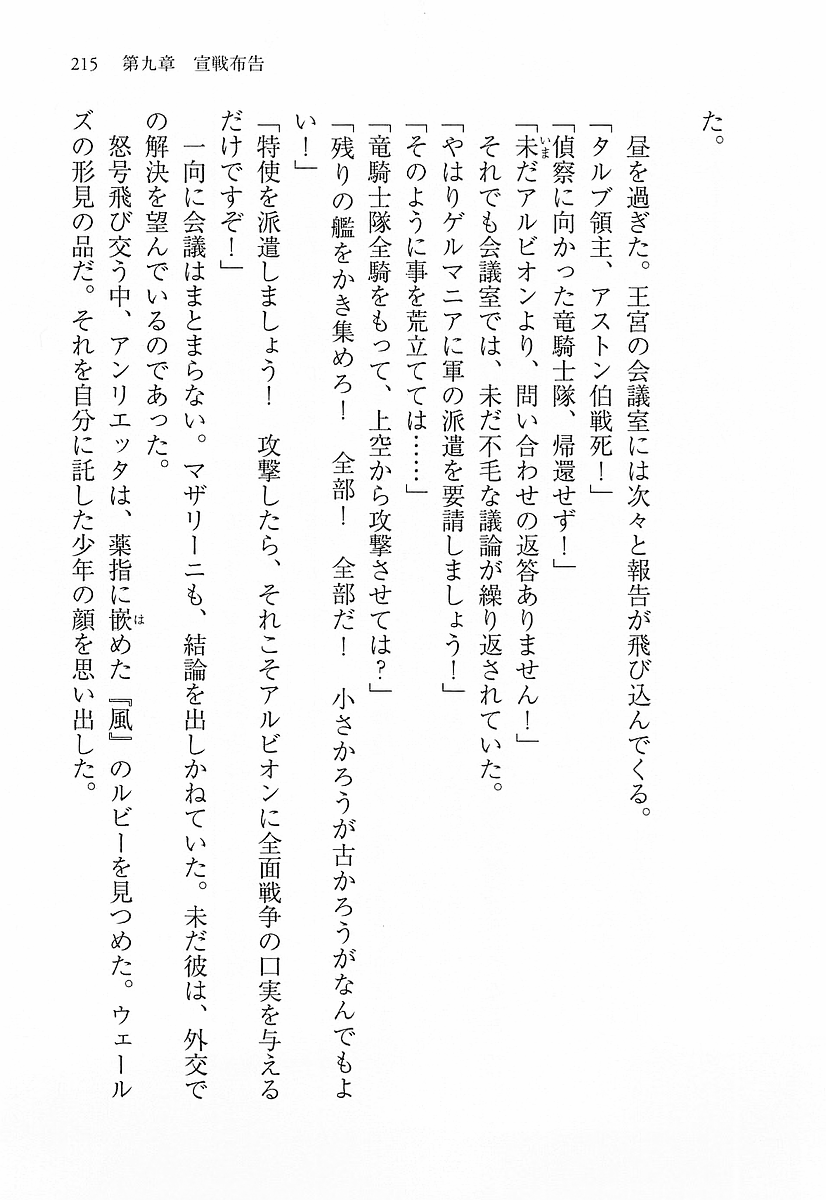 215 第九章 宣戦布告
た。
昼を過ぎた。王宮の会議室には次々と報告が飛び込んでくる。
「タルブ領主、アストン伯戦死！」
「偵察に向かった竜騎士隊、帰還せず！」
「未だアルビオンより、問い合わせの返答ありません！」
それでも会議室では、未だ不毛な議論が繰り返されていた。
「やはりゲルマニアに軍の派遣を要請しましょう！」
「そのように事を荒立てては……」
「竜騎士隊全騎をもって、上空から攻撃させては？」
「残りの艦をかき集めろ！　全部！　全部だ！　小さかろうが古かろうがなんでもよ
い！」
「特使を派遣しましょう！　攻撃したら、それこそアルビオンに全面戦争の口実を与える
だけですぞ！」
一向に会議はまとまらない。マザリーニも、結論を出しかねていた。未だ彼は、外交で
の解決を望んでいるのであった。
怒号飛び交う中、アンリエッタは、薬指に嵌めた『風』のルビーを見つめた。ウェール
ズの形見の品だ。それを自分に託した少年の顔を思い出した。